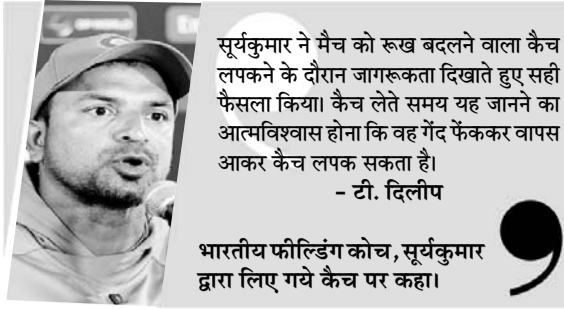 सूर्यकुमार ने मैच को रूख बदलने वाला कैच
लपकने के दौरान जागरूकता दिखाते हुए सही
फैसला किया। कैच लेते समय यह जानने का
आत्मविश्वास होना कि वह गेंद फेंककर वापस
आकर कैच लपक सकता है।
- टी. दिलीप
भारतीय फील्डिंग कोच, सूर्यकुमार
द्वारा लिए गये कैच पर कहा।